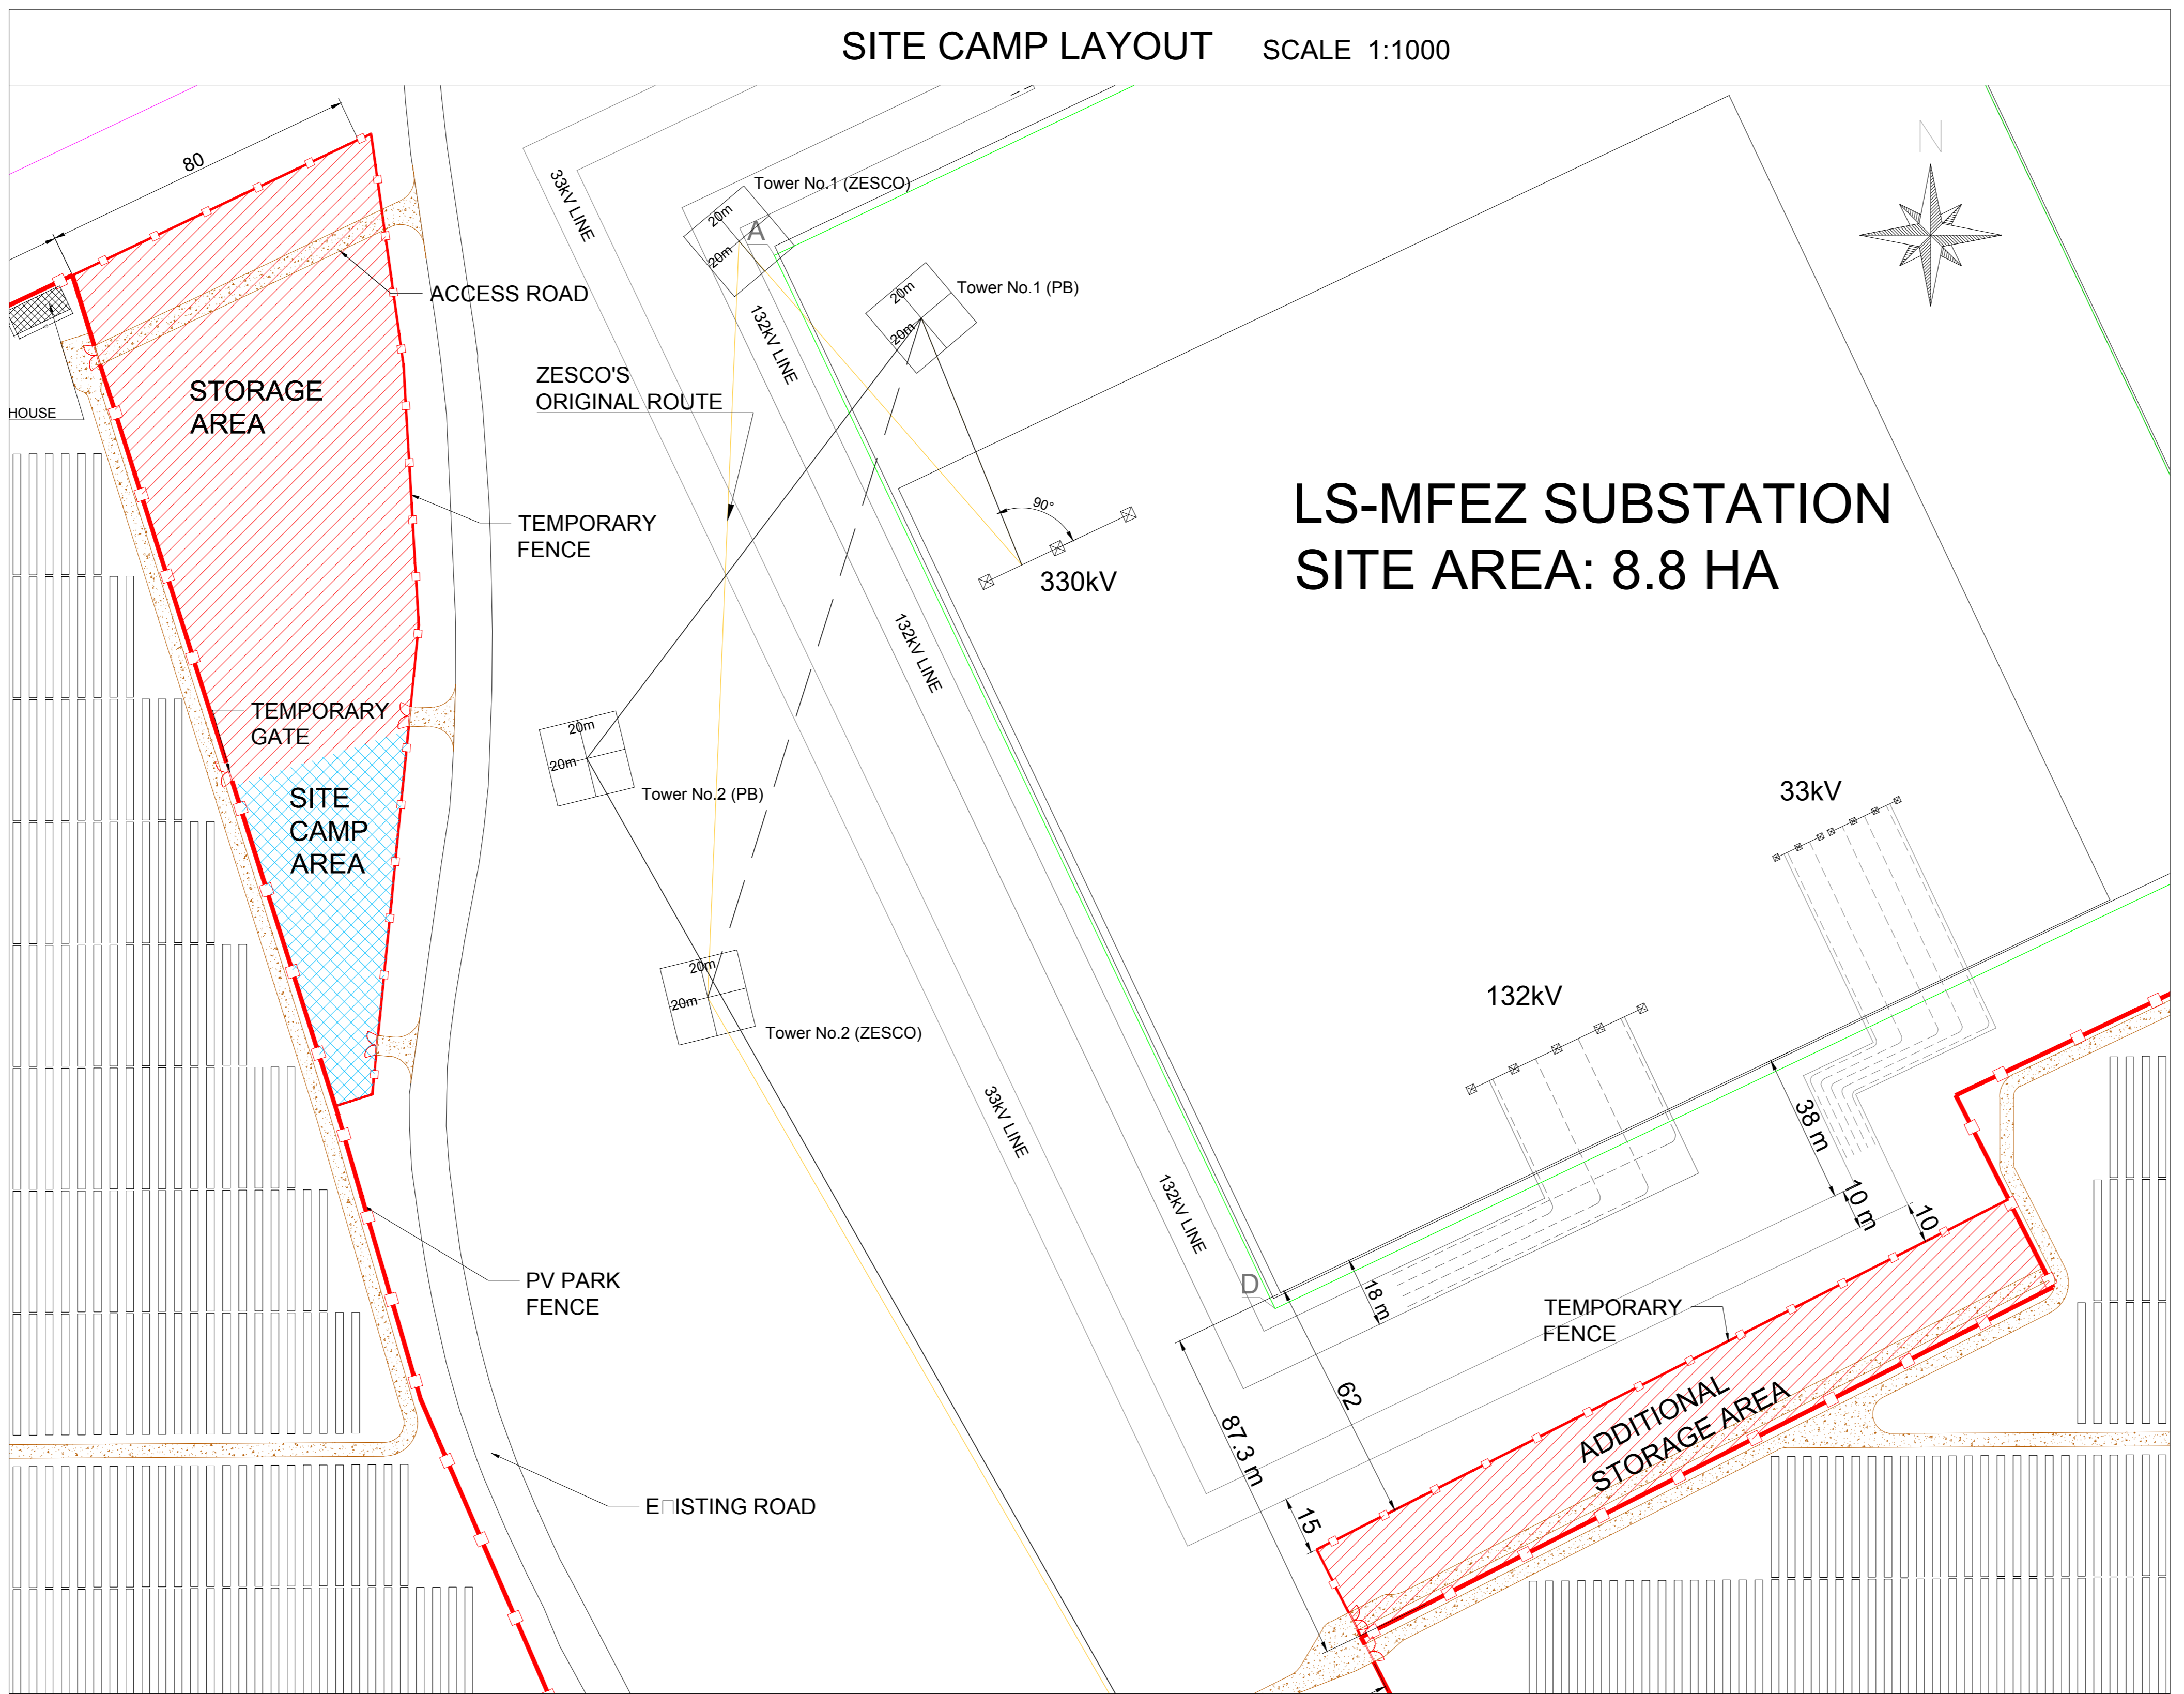 SITE CAMP LAYOUT SCALE 1:1000
N
80
33kV LINE
Tower No.1 (ZESCO)
20m
20m
A
Tower No.1 (PB)
20m
20m
ACCESS ROAD
132kV LINE
HOUSE
STORAGE
AREA
ZESCO'S
ORIGINAL ROUTE
TEMPORARY
FENCE
90°
330kV
LS-MFEZ SUBSTATION
SITE AREA: 8.8 HA
132kV LINE
TEMPORARY
GATE
20m
20m
Tower No.2 (PB)
SITE
CAMP
AREA
33kV
132kV
20m
20m
Tower No.2 (ZESCO)
33kV LINE
132kV LINE
38 m
10 m
10
PV PARK
FENCE
D
18 m
TEMPORARY
FENCE
62
87.3 m
ADDITIONAL
STORAGE AREA
15
E□ISTING ROAD